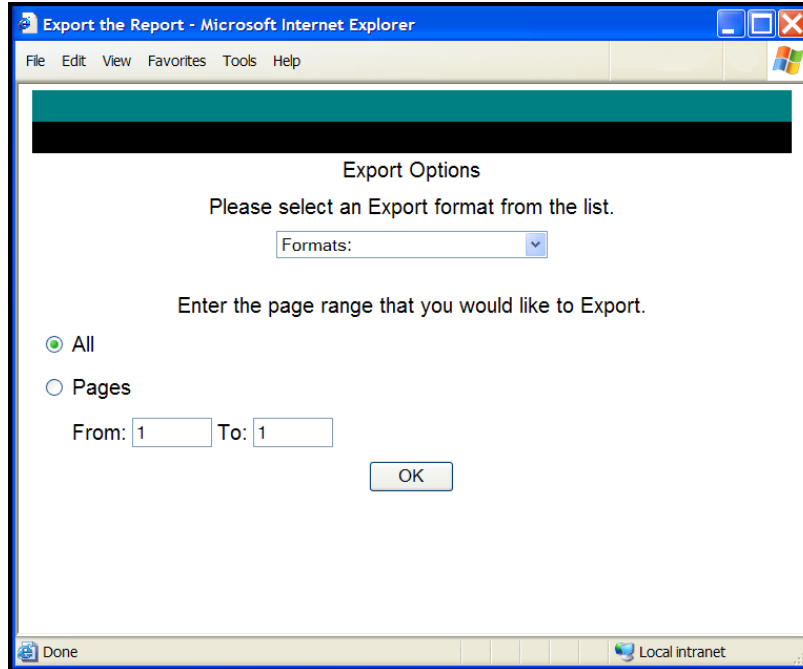 Export the Report - Microsoft Internet Explorer
File Edit View Favorites Tools Help
Export Options
Please select an Export format from the list.
Formats:
Enter the page range that you would like to Export.
All
Pages
From: 1 To: 1
OK
Done Local intranet